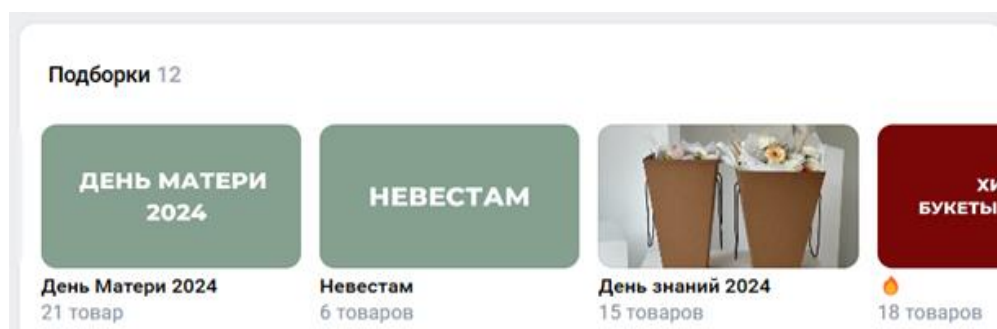 Подборки 12
ДЕНЬ МАТЕРИ
2024
НЕВЕСТАМ
БУКЕТЫ
День Матери 2024
21 товар
Невестам
6 товаров
День знаний 2024
15 товаров
🔥
18 товаров